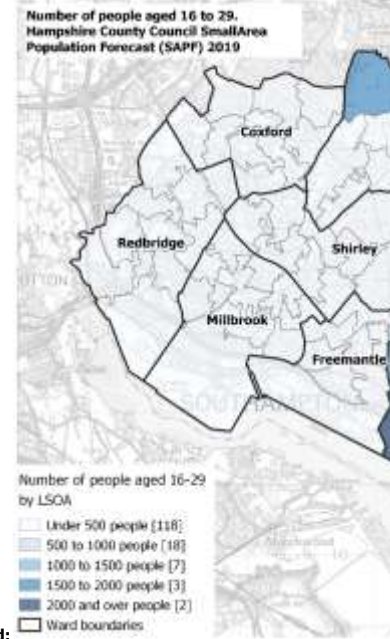 Number of people aged 16 to 29.
Hampshire County Council SmallArea
Population Forecast (SAPF) 2019
Coxford
Redbridge
Shirley
Millbrook
Freemantle
SOUTHAMPTON
Number of people aged 16-29
by LSOA
Under 500 people [118]
500 to 1000 people [18]
1000 to 1500 people [7]
1500 to 2000 people [3]
2000 and over people [2]
Ward boundaries